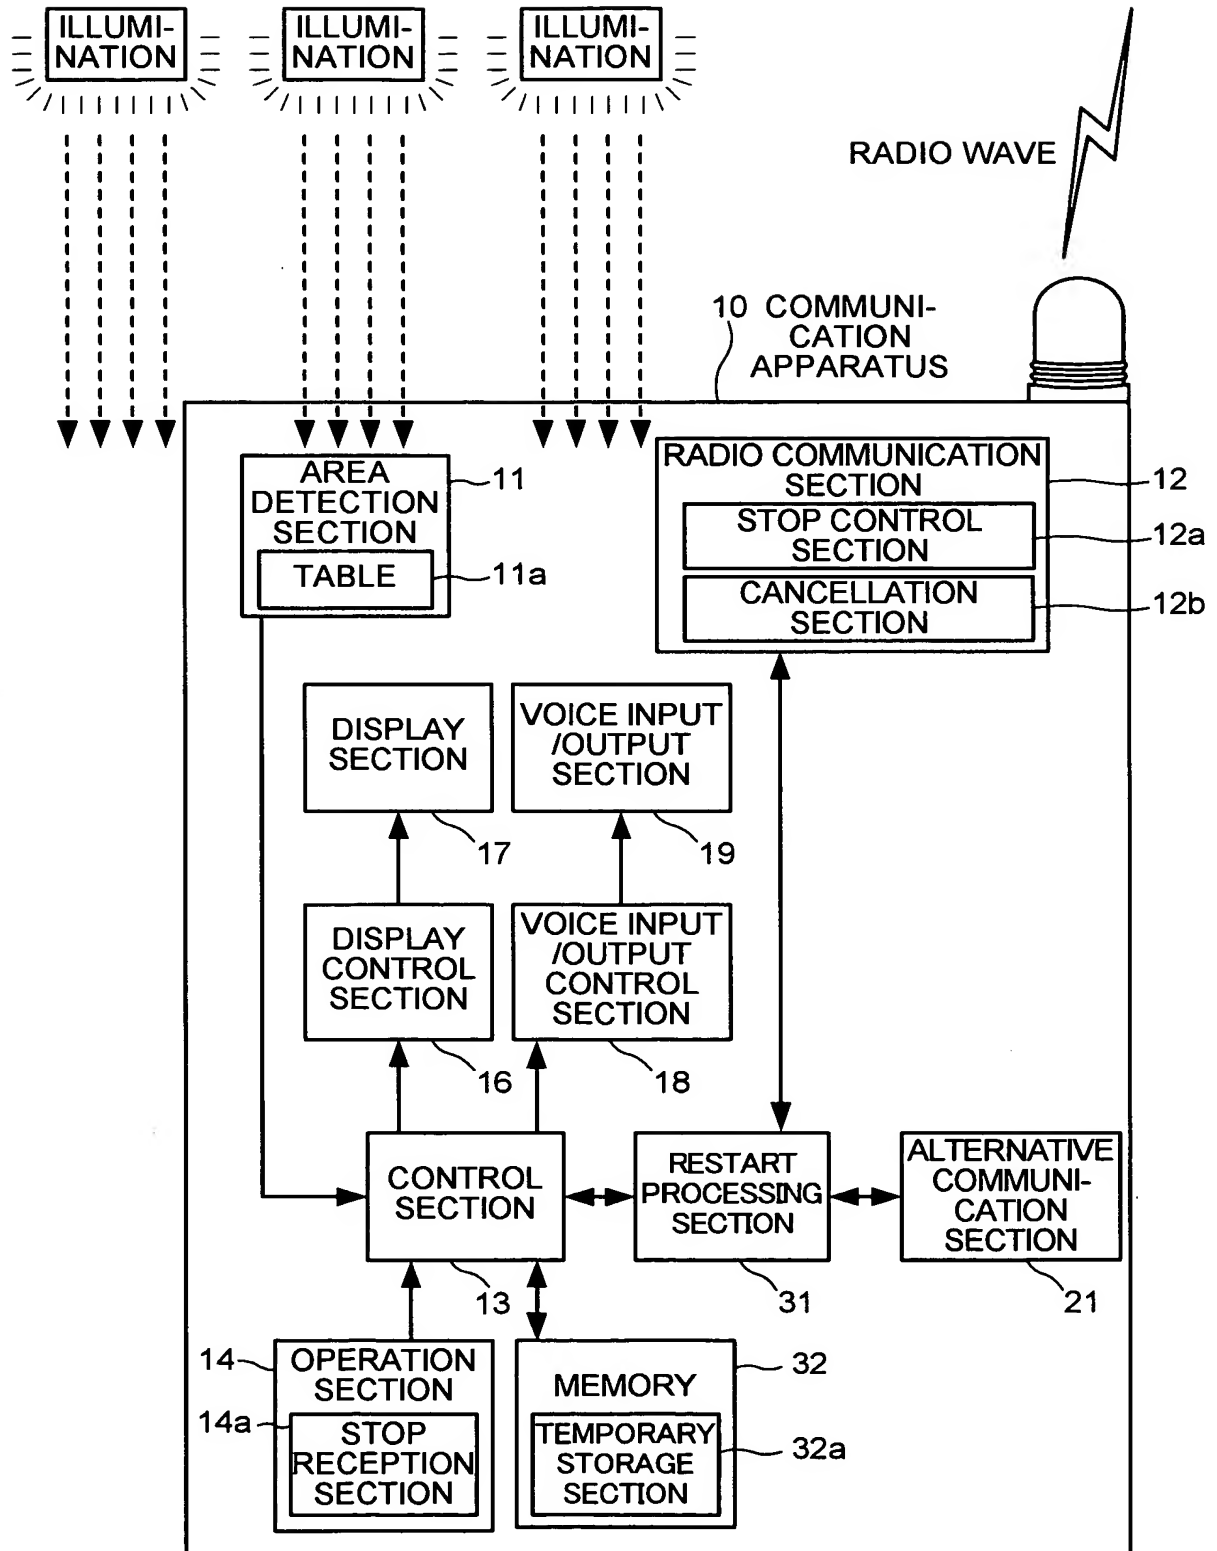 ILLUMI-
NATION
ILLUMI-
NATION
ILLUMI-
NATION
RADIO WAVE
10 COMMUNI-
CATION
APPARATUS
AREA
DETECTION
SECTION
11
TABLE
11a
RADIO COMMUNICATION
SECTION
12
STOP CONTROL
SECTION
12a
CANCELLATION
SECTION
12b
DISPLAY
SECTION
17
VOICE INPUT
/OUTPUT
SECTION
19
DISPLAY
CONTROL
SECTION
16
VOICE INPUT
/OUTPUT
CONTROL
SECTION
18
CONTROL
SECTION
13
RESTART
PROCESSING
SECTION
31
ALTERNATIVE
COMMUNI-
CATION
SECTION
21
14
OPERATION
SECTION
14a
STOP
RECEPTION
SECTION
MEMORY
32
TEMPORARY
STORAGE
SECTION
32a